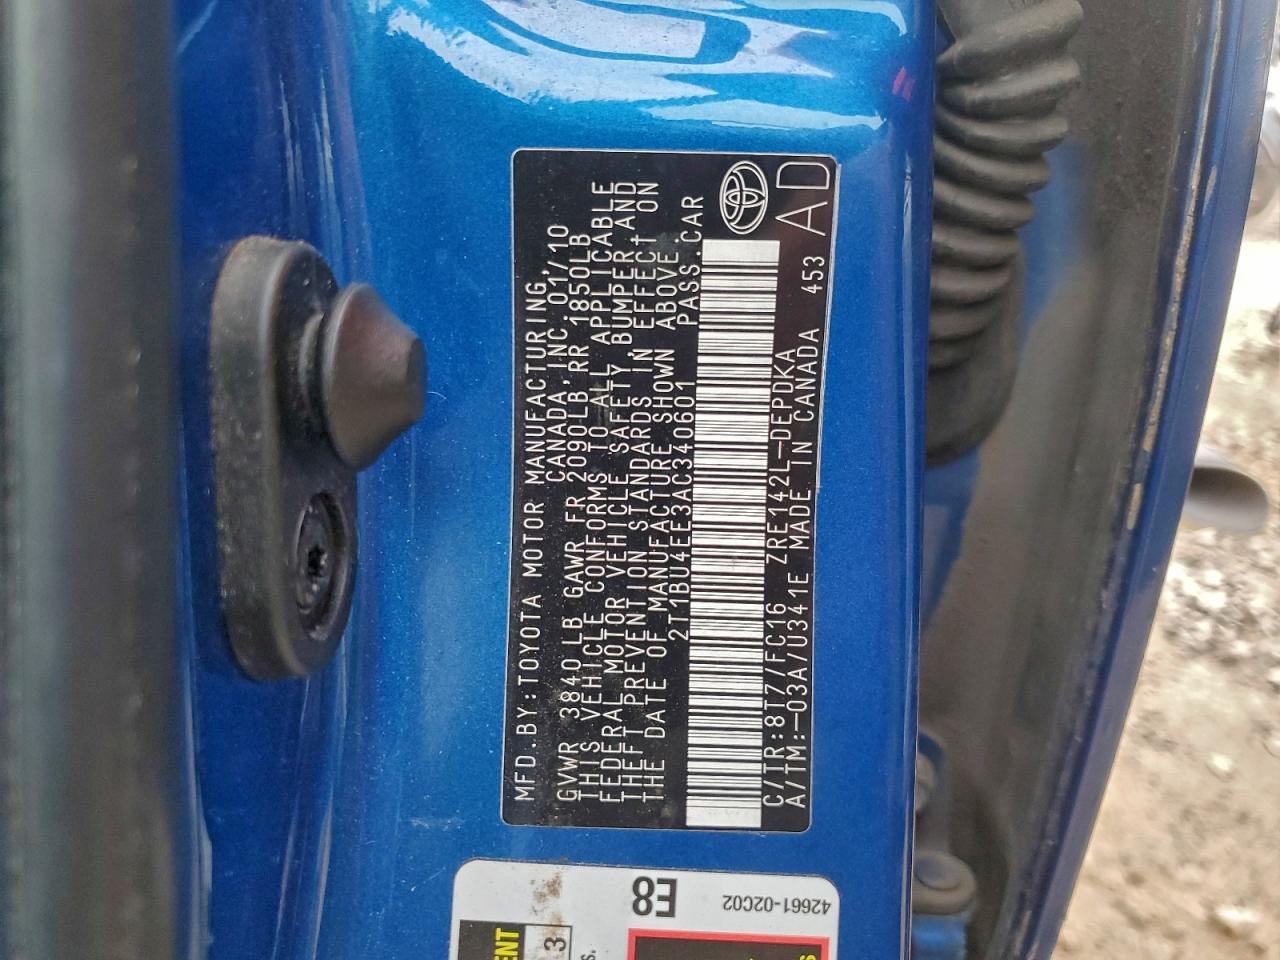 MFD.BY:TOYOTA MOTOR MANUFACTURING,
CANADA,INC. 01/10
GVWR 3840 LB GAWR FR 2090LB RR 1850LB
THIS VEHICLE CONFORMS TO ALL APPLICABLE
FEDERAL MOTOR VEHICLE SAFETY, BUMPER, AND
THEFT PREVENTION STANDARDS IN EFFECT ON
THE DATE OF MANUFACTURE SHOWN ABOVE.
2T1BU4EE3AC340601 PASS.CAR
C/TR:8T7/FC16 ZRE142L-DEPDKA
A/TM:-03A/U341E MADE IN CANADA 453 AD
E8
42661-02C02
ENT
3
s.
s